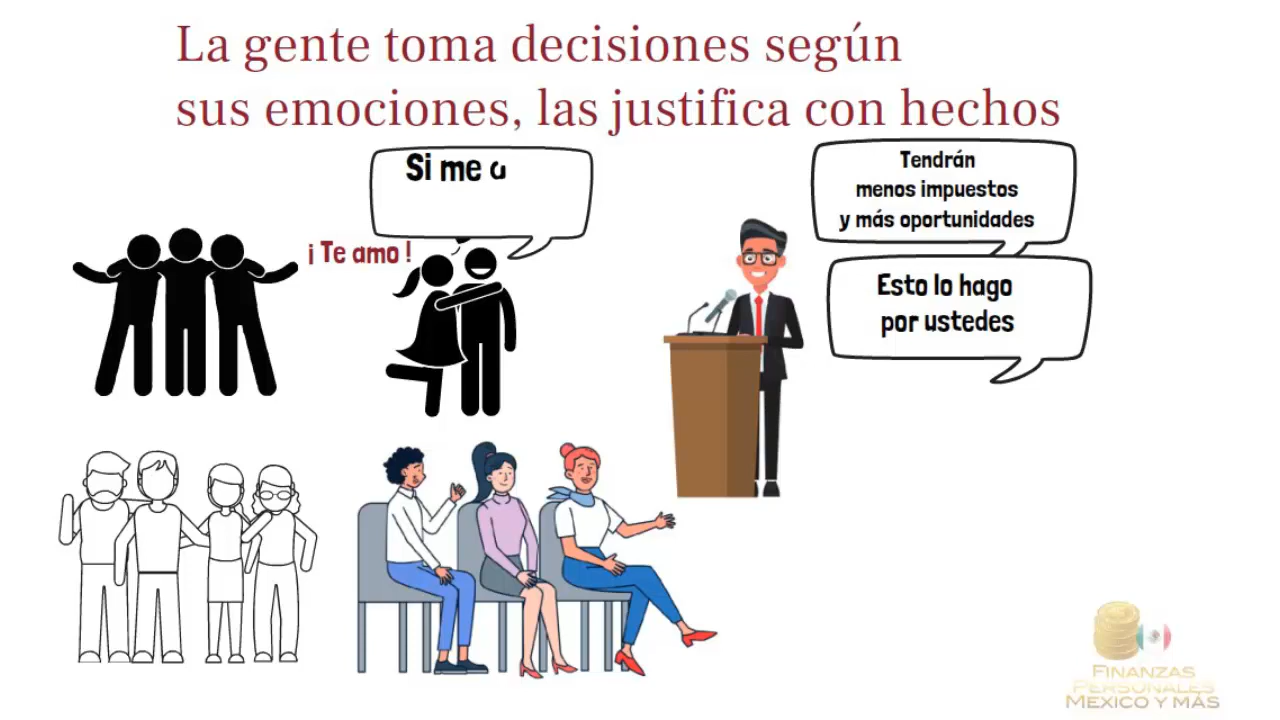 La gente toma decisiones según
sus emociones, las justifica con hechos
Si me
¡Te amo!
Tendrán
menos impuestos
y más oportunidades
Esto lo hago
por ustedes
FINANZAS
PERSONALES
MEXICO Y MÁS